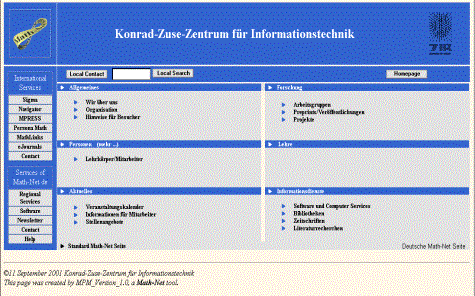 Math
Konrad-Zuse-Zentrum für Informationstechnik
ZIB
International
Services
Sigma
Navigator
MPRESS
Persona Math
MathLinks
eJournals
Contact
Services of
Math-Net.de
Regional
Services
Software
Newsletter
Contact
Help
Local Contact
Local Search
Homepage
Allgemeines
Wir über uns
Organisation
Hinweise für Besucher
Forschung
Arbeitsgruppen
Preprints/Veröffentlichungen
Projekte
Personen (mehr ...)
Lehrkörper/Mitarbeiter
Lehre
Aktuelles
Veranstaltungskalender
Informationen für Mitarbeiter
Stellenangebote
Informationsdienste
Software und Computer Services
Bibliotheken
Zeitschriften
Literaturrecherchen
Standard Math-Net Seite
Deutsche Math-Net Seite
©11 September 2001 Konrad-Zuse-Zentrum für Informationstechnik
This page was created by MPM_Version_1.0, a Math-Net tool.